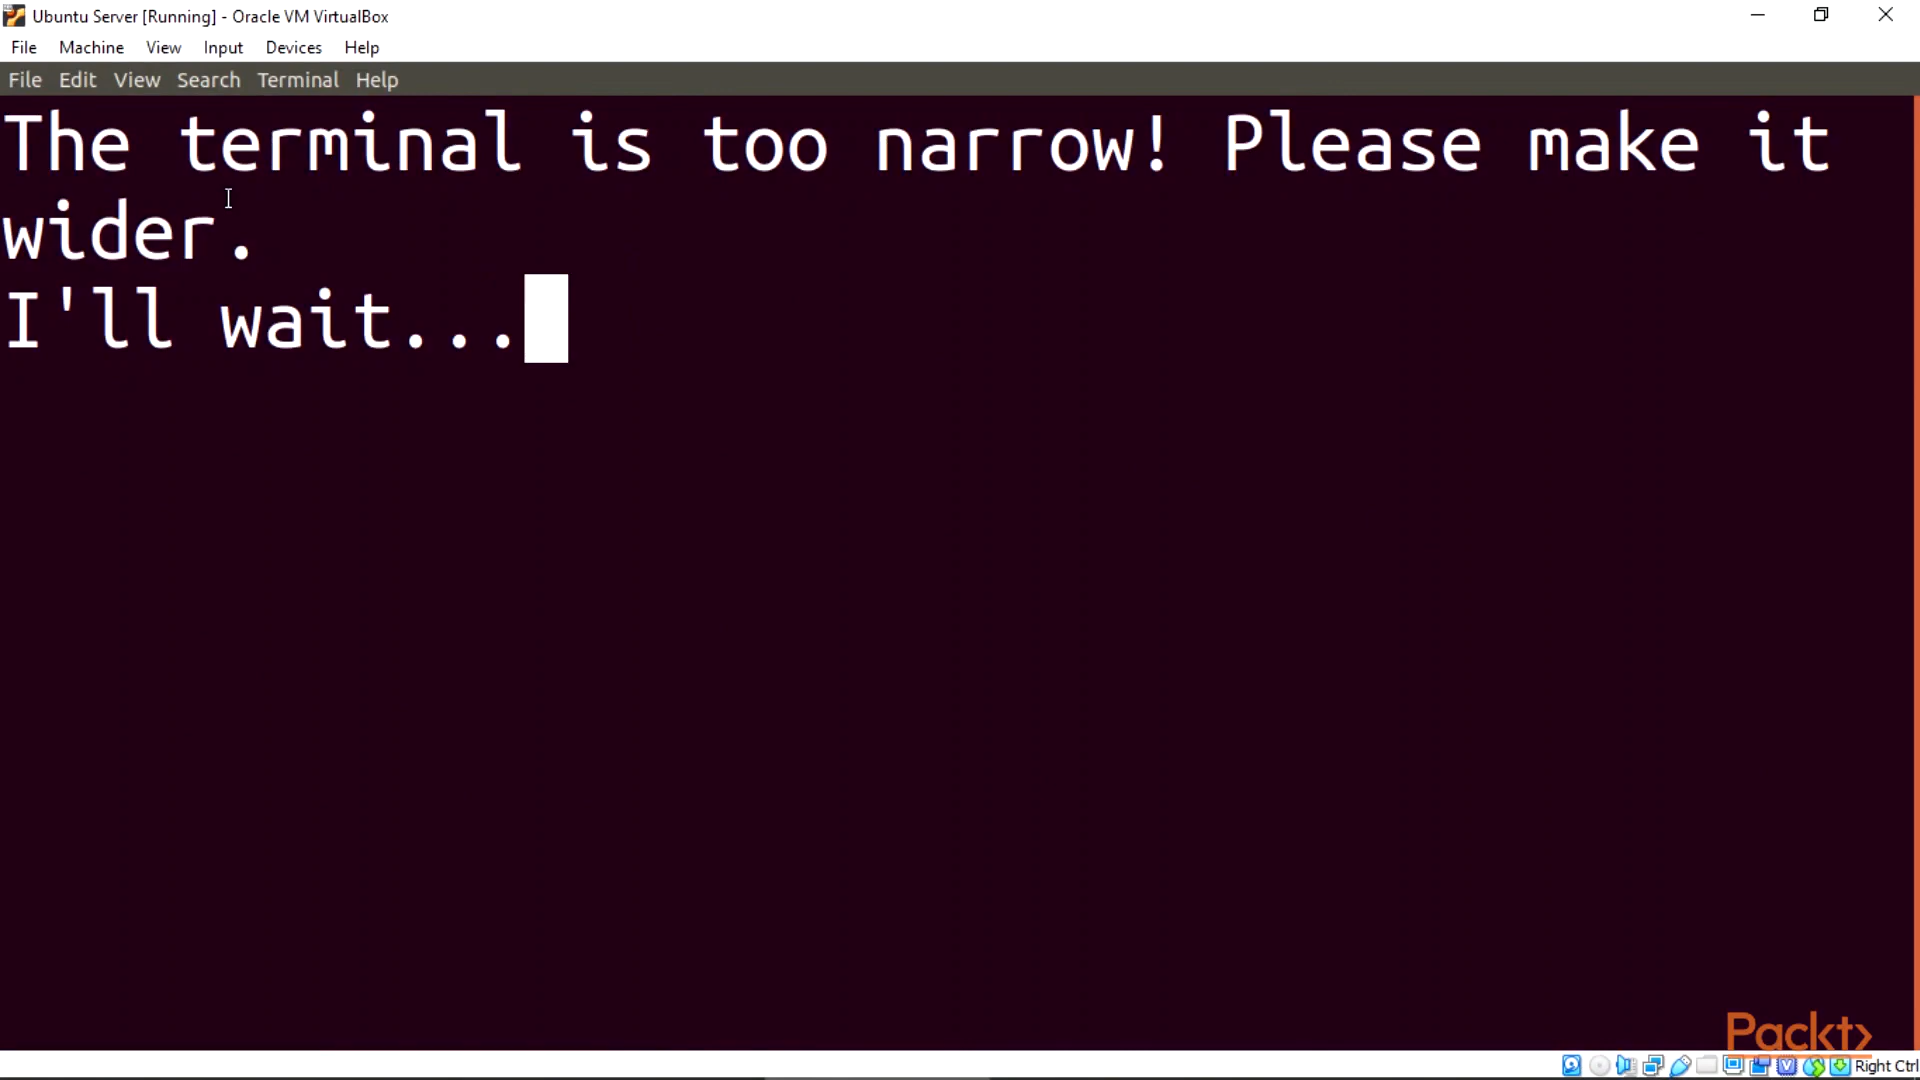 Ubuntu Server [Running] - Oracle VM VirtualBox
File Machine View Input Devices Help
File Edit View Search Terminal Help
The terminal is too narrow! Please make it
wider.
I'll wait...
Packt>
Right Ctrl